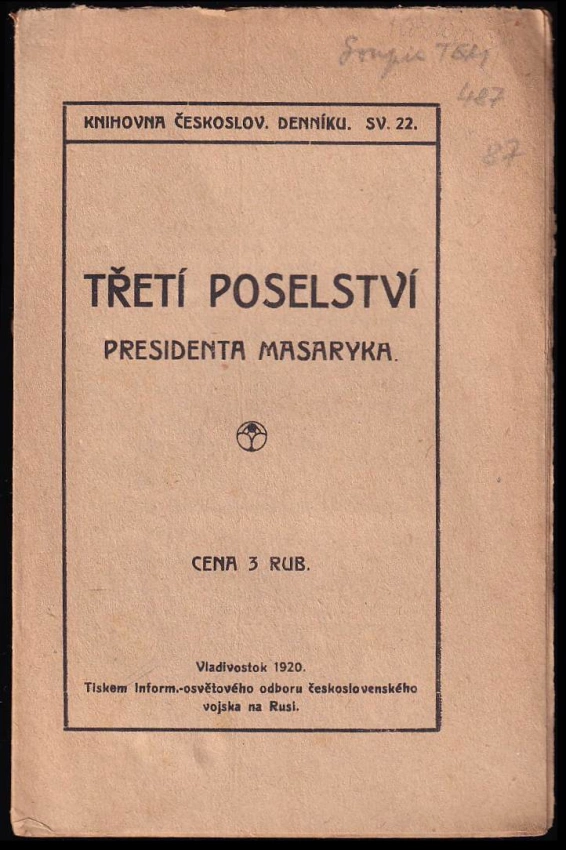 487
87
KNIHOVNA ČESKOSLOV. DENNÍKU. SV. 22.
TŘETÍ POSELSTVÍ
PRESIDENTA MASARYKA.
CENA 3 RUB.
Vladivostok 1920.
Tiskem Inform.-osvětového odboru československého
vojska na Rusi.